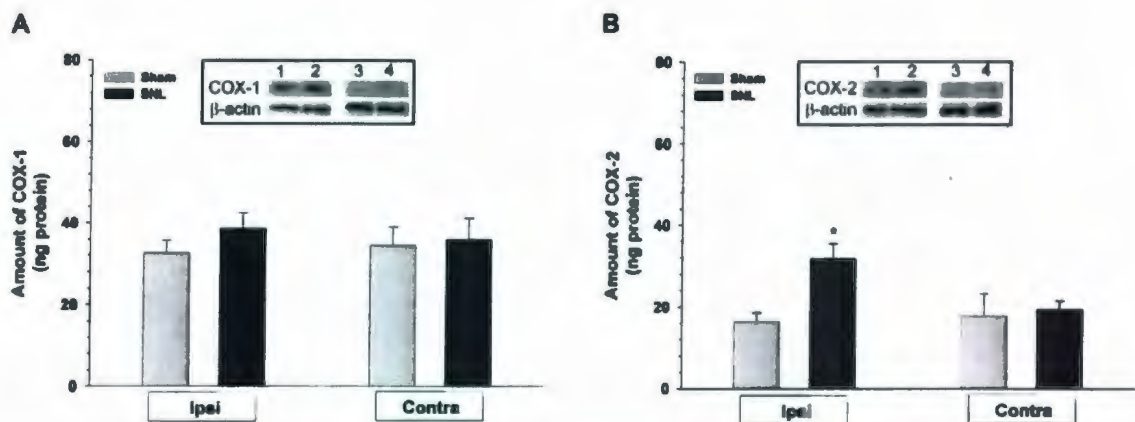 A
80
60
40
20
0
Amount of COX-1
(ng protein)
Sham
SNL
1 2 3 4
COX-1
β-actin
Ipsi
Contra
B
80
60
40
20
0
Amount of COX-2
(ng protein)
Sham
SNL
1 2 3 4
COX-2
β-actin
*
Ipsi
Contra